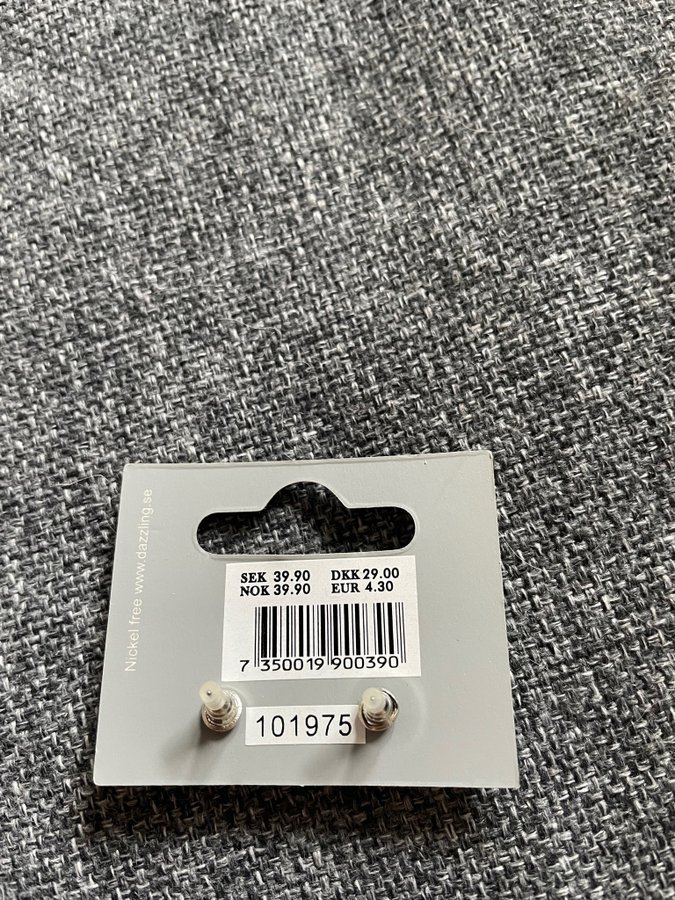 Nickel free www.dazzling.se
SEK 39.90 DKK 29.00
NOK 39.90 EUR 4.30
7 350019 900390
101975